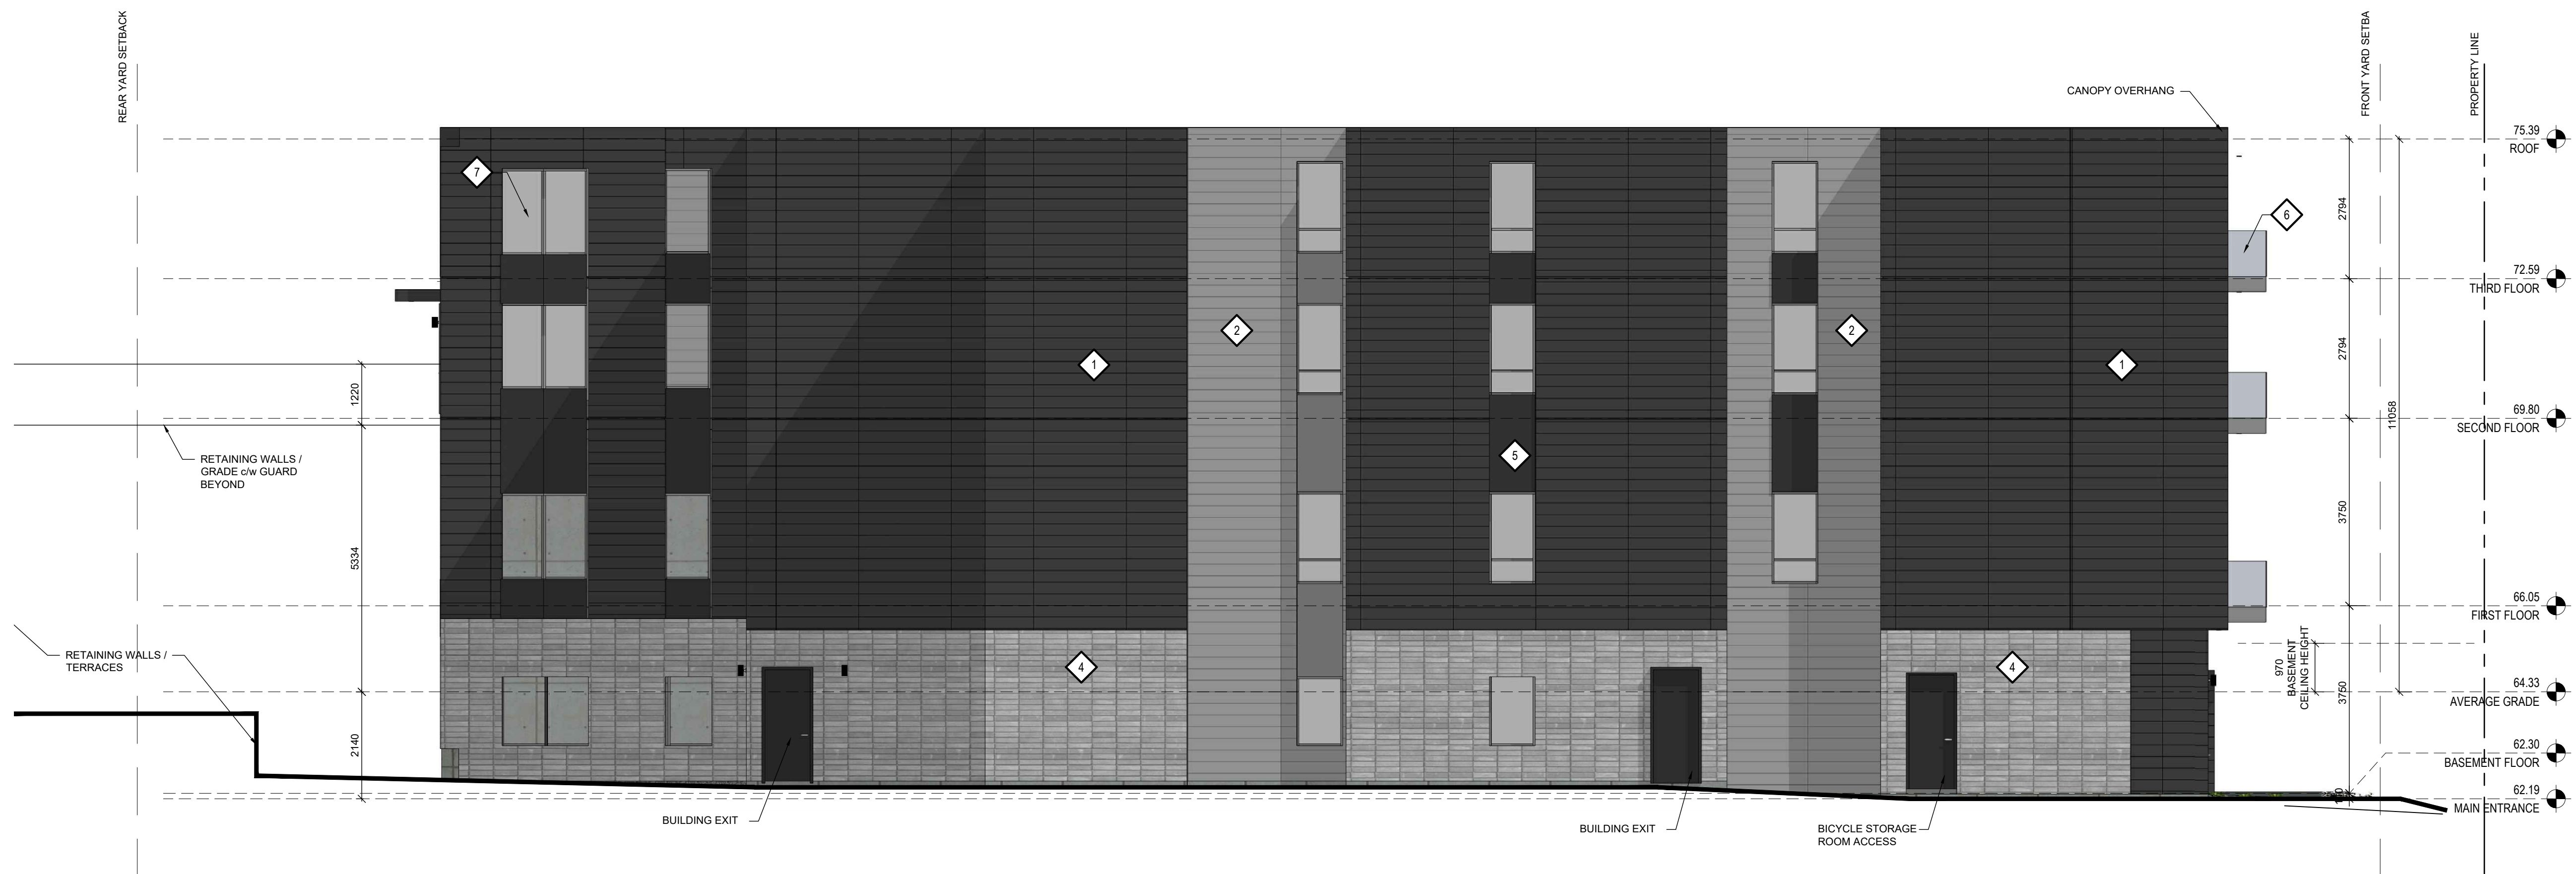 REAR YARD SETBACK
FRONT YARD SETBA
PROPERTY LINE
CANOPY OVERHANG
75.39
ROOF
7
6
2794
72.59
THIRD FLOOR
2
2
1
1
2794
1220
11058
69.80
SECOND FLOOR
5
RETAINING WALLS /
GRADE c/w GUARD
BEYOND
3750
5334
66.05
FIRST FLOOR
RETAINING WALLS /
TERRACES
4
4
970
BASEMENT
CEILING HEIGHT
3750
64.33
AVERAGE GRADE
2140
62.30
BASEMENT FLOOR
62.19
MAIN ENTRANCE
BUILDING EXIT
BUILDING EXIT
BICYCLE STORAGE
ROOM ACCESS